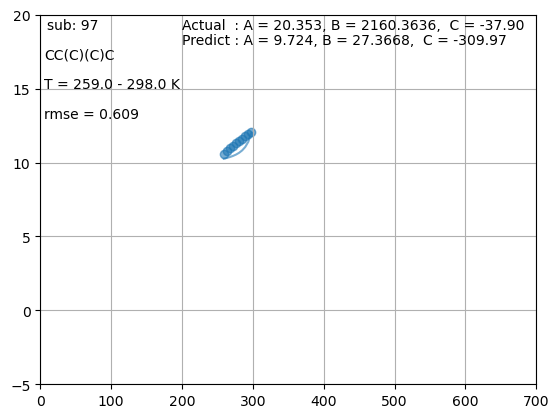 sub: 97
Actual  : A = 20.353, B = 2160.3636,  C = -37.90
Predict : A = 9.724, B = 27.3668,  C = -309.97
CC(C)(C)C
T = 259.0 - 298.0 K
rmse = 0.609
20
15
10
5
0
−5
0 100 200 300 400 500 600 700